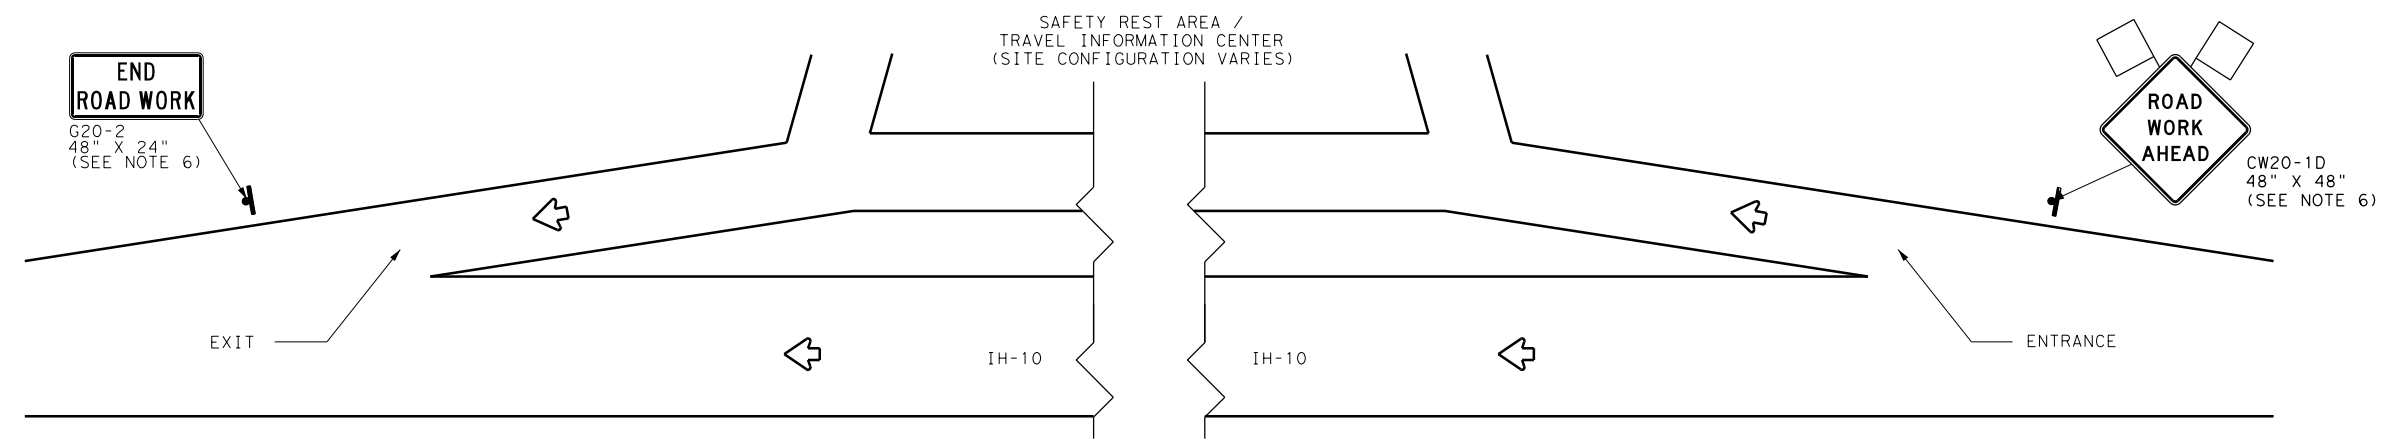 SAFETY REST AREA /
TRAVEL INFORMATION CENTER
(SITE CONFIGURATION VARIES)
END
ROAD WORK
G20-2
48" X 24"
(SEE NOTE 6)
ROAD
WORK
AHEAD
CW20-1D
48" X 48"
(SEE NOTE 6)
EXIT
IH-10
IH-10
ENTRANCE